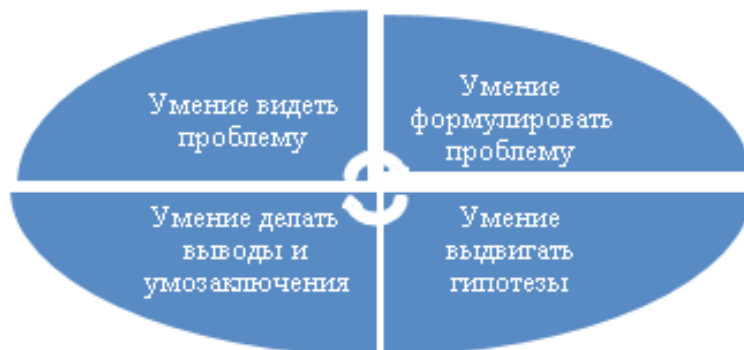 Умение видеть
проблему
Умение
формулировать
проблему
Умение делать
выводы и
умозаключения
Умение
выдвигать
гипотезы